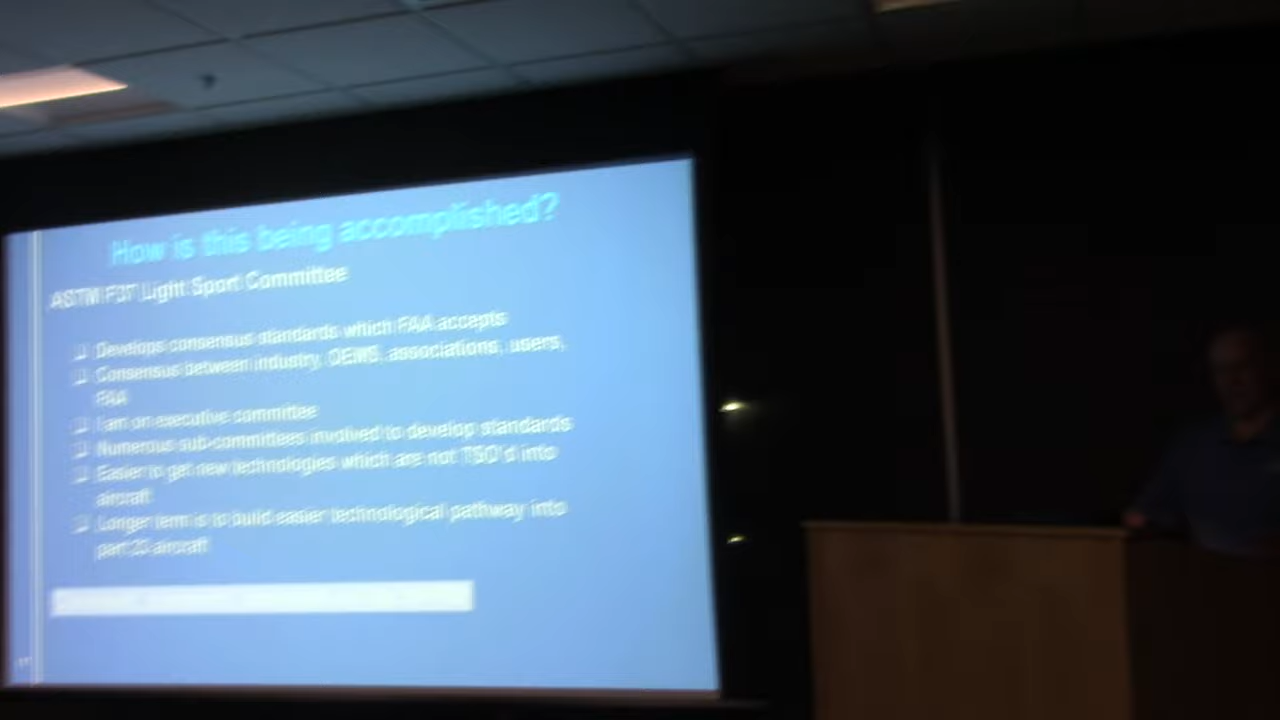 How is this being accomplished?
ASTM F37 Light Sport Committee
Develops consensus standards which FAA accepts
Consensus between industry, OEMS, associations, users,
FAA
I am on executive committee
Numerous sub-committees involved to develop standards
Easier to get new technologies which are not TSO'd into
aircraft
Longer term is to build easier technological pathway into
part 23 aircraft